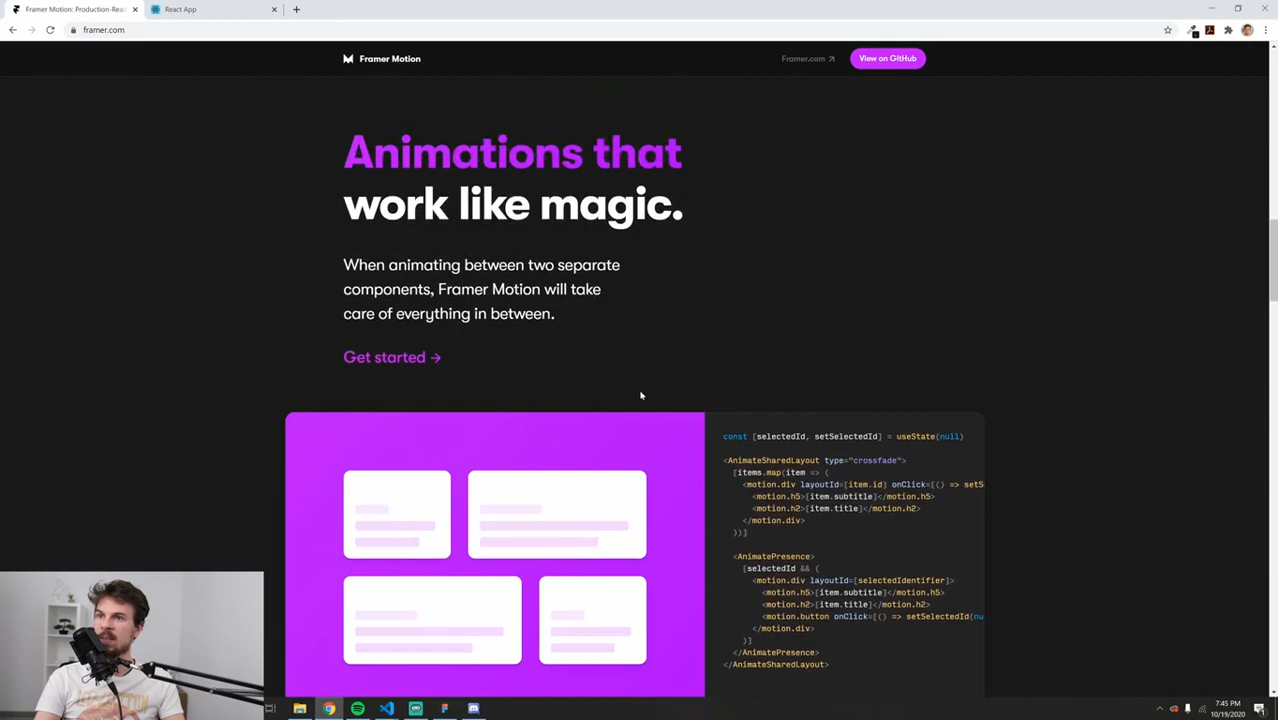 Framer Motion: Production-Rea
React App
framer.com
Framer Motion
Framer.com ↗
View on GitHub
Animations that
work like magic.
When animating between two separate
components, Framer Motion will take
care of everything in between.
Get started →
const [selectedId, setSelectedId] = useState(null)
<AnimateSharedLayout type="crossfade">
[items.map(item => (
<motion.div layoutId=[item.id] onClick=[() => setS
<motion.h5>[item.subtitle]</motion.h5>
<motion.h2>[item.title]</motion.h2>
</motion.div>
))]
<AnimatePresence>
[selectedId && (
<motion.div layoutId=[selectedIdentifier]>
<motion.h5>[item.subtitle]</motion.h5>
<motion.h2>[item.title]</motion.h2>
<motion.button onClick=[() => setSelectedId(nu
</motion.div>
)]
</AnimatePresence>
</AnimateSharedLayout>
7:45 PM
10/19/2020